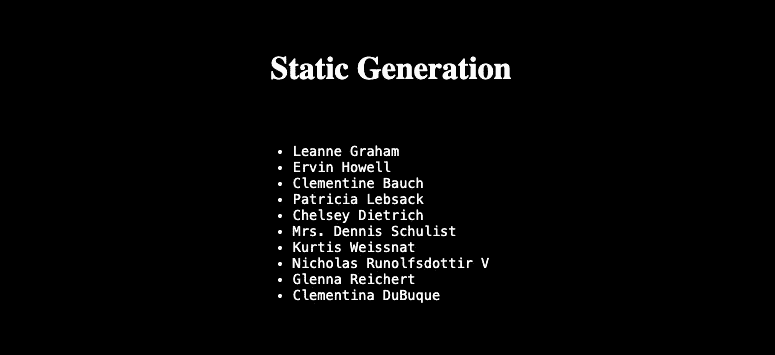 Static Generation
• Leanne Graham
• Ervin Howell
• Clementine Bauch
• Patricia Lebsack
• Chelsey Dietrich
• Mrs. Dennis Schulist
• Kurtis Weissnat
• Nicholas Runolfsdottir V
• Glenna Reichert
• Clementina DuBuque